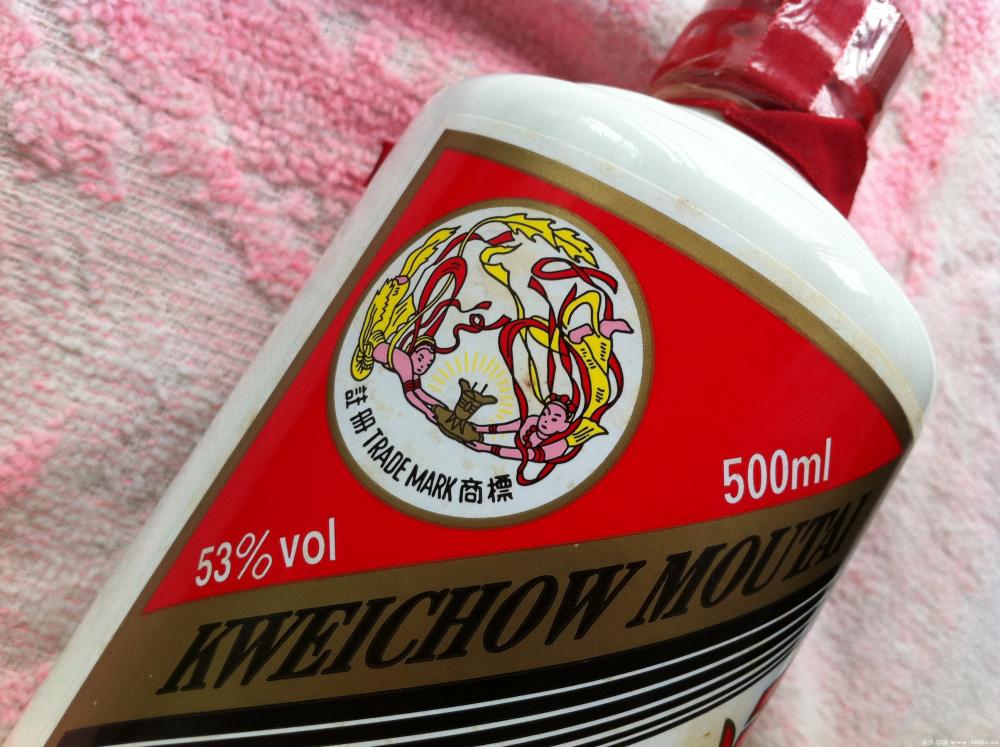 註冊 TRADE MARK 商標
500ml
53% vol
KWEICHOW MOUTAI